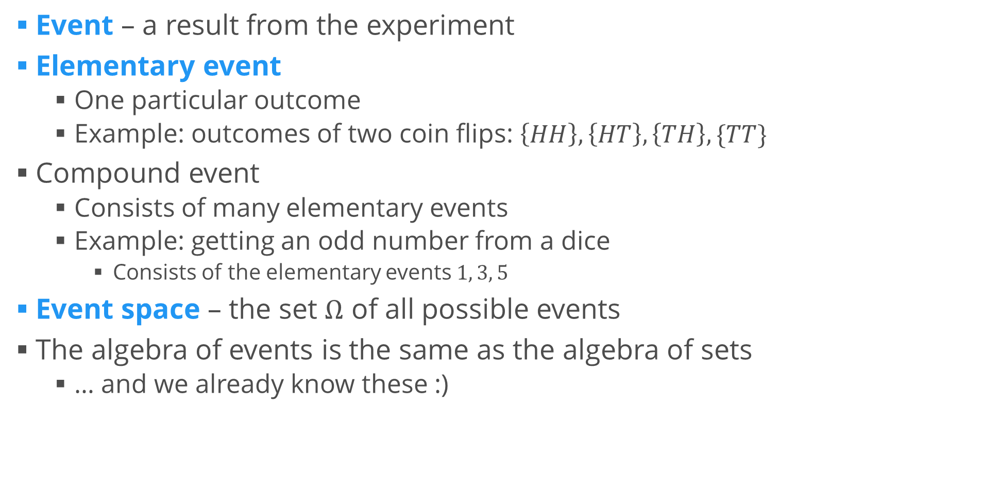 ▪ Event – a result from the experiment
▪ Elementary event
▪ One particular outcome
▪ Example: outcomes of two coin flips: {HH}, {HT}, {TH}, {TT}
▪ Compound event
▪ Consists of many elementary events
▪ Example: getting an odd number from a dice
▪ Consists of the elementary events 1, 3, 5
▪ Event space – the set Ω of all possible events
▪ The algebra of events is the same as the algebra of sets
▪ … and we already know these :)